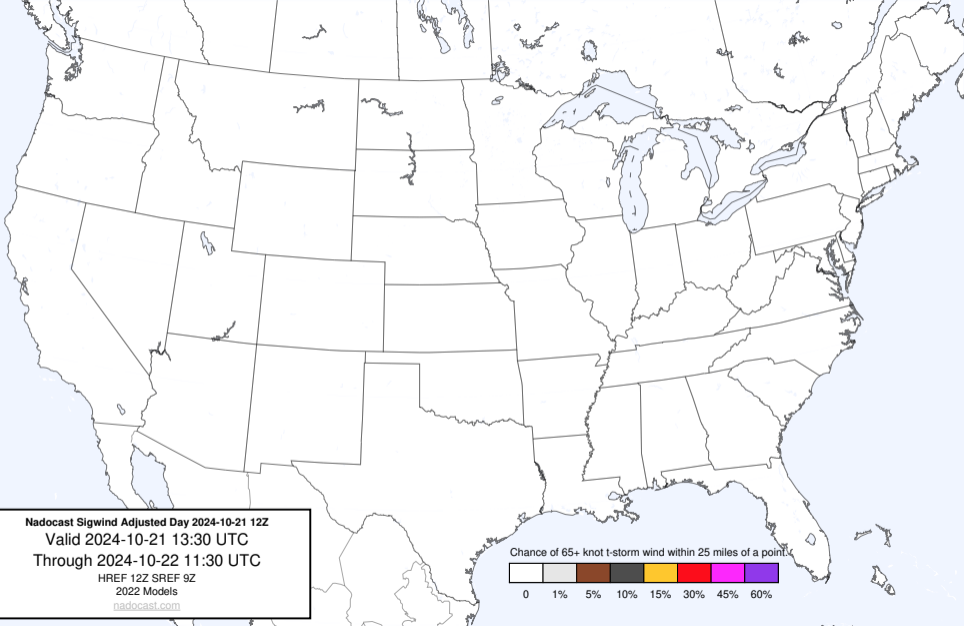 Nadocast Sigwind Adjusted Day 2024-10-21 12Z
Valid 2024-10-21 13:30 UTC
Through 2024-10-22 11:30 UTC
HREF 12Z SREF 9Z
2022 Models
nadocast.com
Chance of 65+ knot t-storm wind within 25 miles of a point.
0 1% 5% 10% 15% 30% 45% 60%